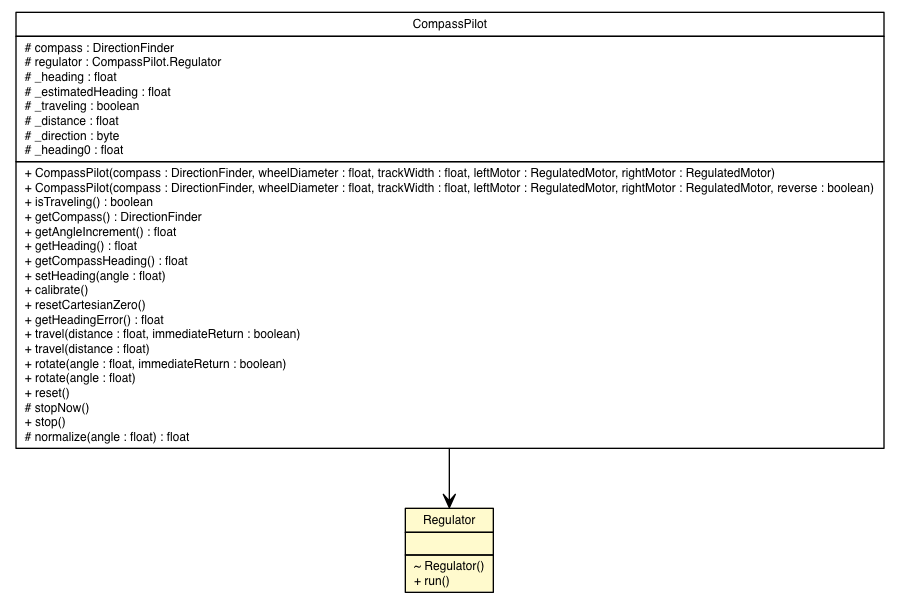 CompassPilot
# compass : DirectionFinder
# regulator : CompassPilot.Regulator
# _heading : float
# _estimatedHeading : float
# _traveling : boolean
# _distance : float
# _direction : byte
# _heading0 : float
+ CompassPilot(compass : DirectionFinder, wheelDiameter : float, trackWidth : float, leftMotor : RegulatedMotor, rightMotor : RegulatedMotor)
+ CompassPilot(compass : DirectionFinder, wheelDiameter : float, trackWidth : float, leftMotor : RegulatedMotor, rightMotor : RegulatedMotor, reverse : boolean)
+ isTraveling() : boolean
+ getCompass() : DirectionFinder
+ getAngleIncrement() : float
+ getHeading() : float
+ getCompassHeading() : float
+ setHeading(angle : float)
+ calibrate()
+ resetCartesianZero()
+ getHeadingError() : float
+ travel(distance : float, immediateReturn : boolean)
+ travel(distance : float)
+ rotate(angle : float, immediateReturn : boolean)
+ rotate(angle : float)
+ reset()
# stopNow()
+ stop()
# normalize(angle : float) : float
Regulator
~ Regulator()
+ run()